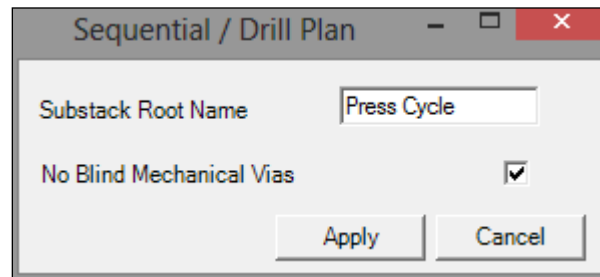 Sequential / Drill Plan
Substack Root Name Press Cycle
No Blind Mechanical Vias
Apply Cancel